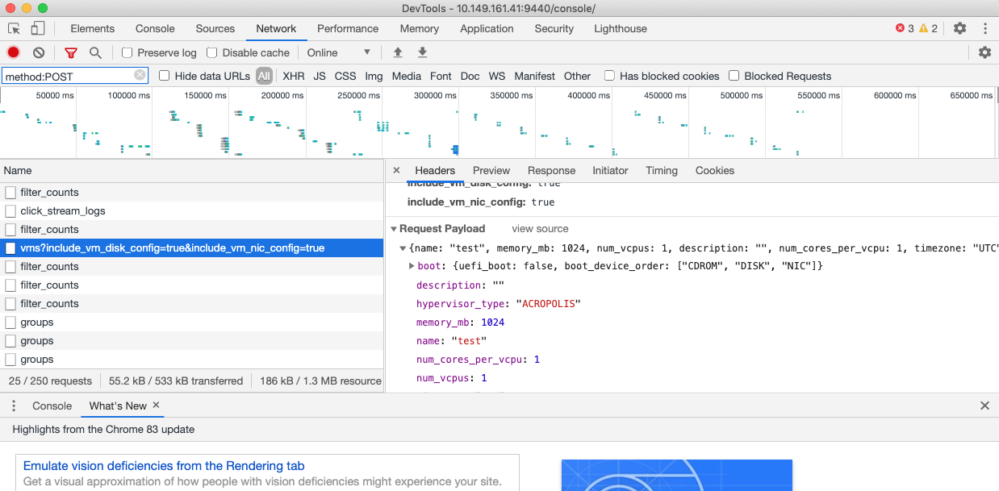 DevTools - 10.149.161.41:9440/console/
Elements Console Sources Network Performance Memory Application Security Lighthouse 3 2
Preserve log Disable cache Online
method:POST Hide data URLs All XHR JS CSS Img Media Font Doc WS Manifest Other Has blocked cookies Blocked Requests
50000 ms 100000 ms 150000 ms 200000 ms 250000 ms 300000 ms 350000 ms 400000 ms 450000 ms 500000 ms 550000 ms 600000 ms 650000 ms
Name
filter_counts
click_stream_logs
filter_counts
vms?include_vm_disk_config=true&include_vm_nic_config=true
filter_counts
filter_counts
filter_counts
groups
groups
groups
25 / 250 requests 55.2 kB / 533 kB transferred 186 kB / 1.3 MB resource
× Headers Preview Response Initiator Timing Cookies
include_vm_disk_config: true
include_vm_nic_config: true
Request Payload view source
{name: "test", memory_mb: 1024, num_vcpus: 1, description: "", num_cores_per_vcpu: 1, timezone: "UTC"
boot: {uefi_boot: false, boot_device_order: ["CDROM", "DISK", "NIC"]}
description: ""
hypervisor_type: "ACROPOLIS"
memory_mb: 1024
name: "test"
num_cores_per_vcpu: 1
num_vcpus: 1
Console What's New ×
Highlights from the Chrome 83 update
Emulate vision deficiencies from the Rendering tab
Get a visual approximation of how people with vision deficiencies might experience your site.